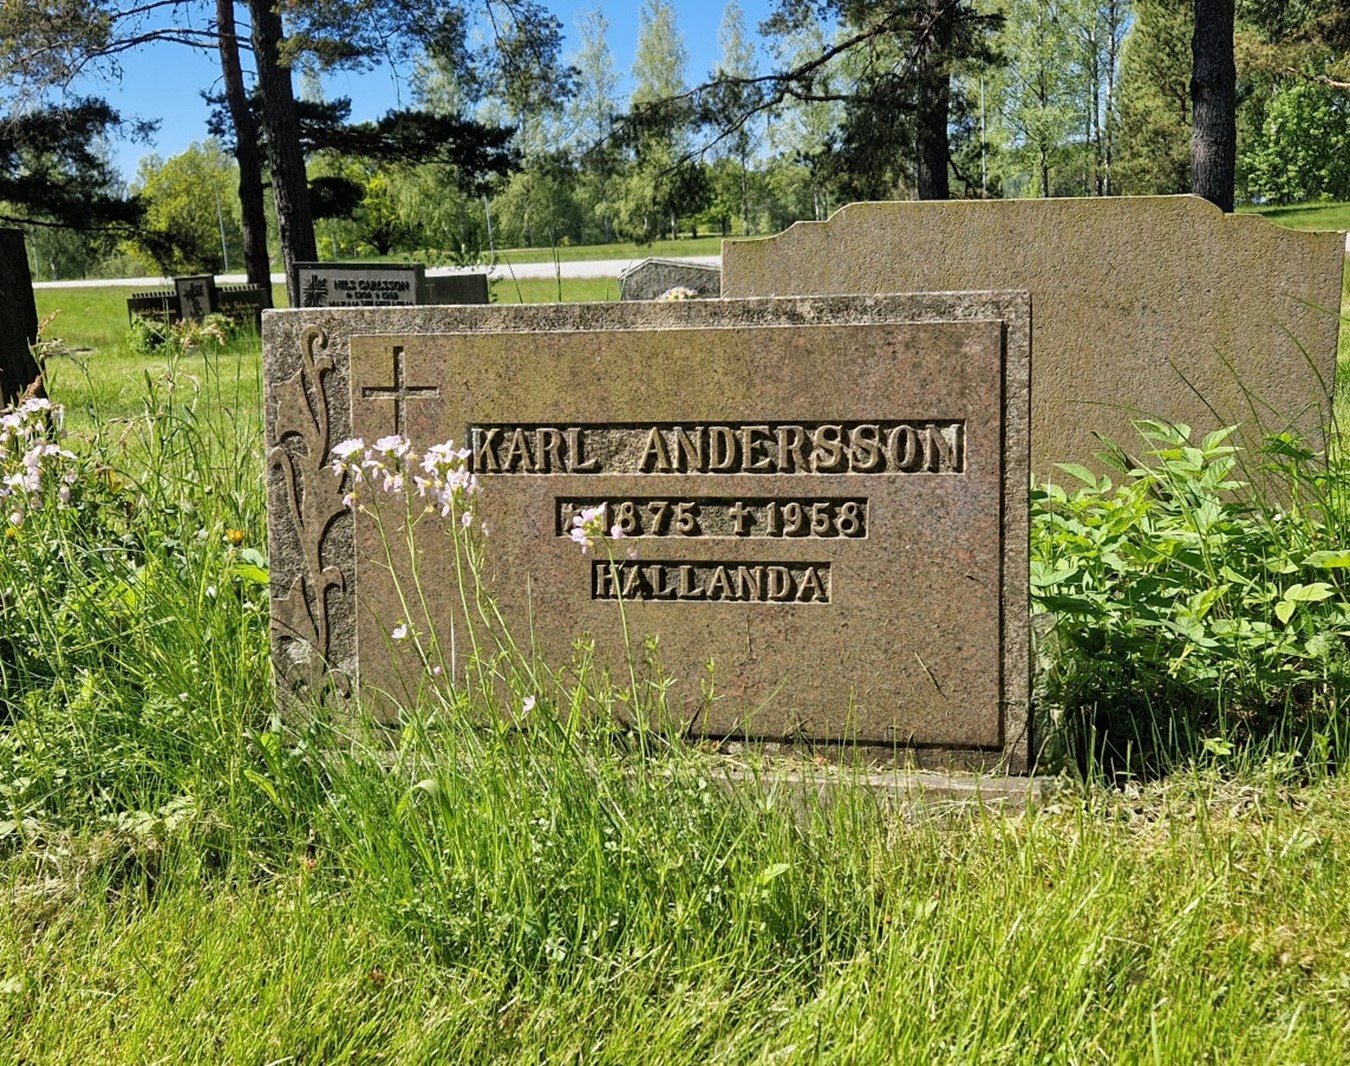 NILS CARLSSON
KARL ANDERSSON
* 1875 † 1958
HALLANDA